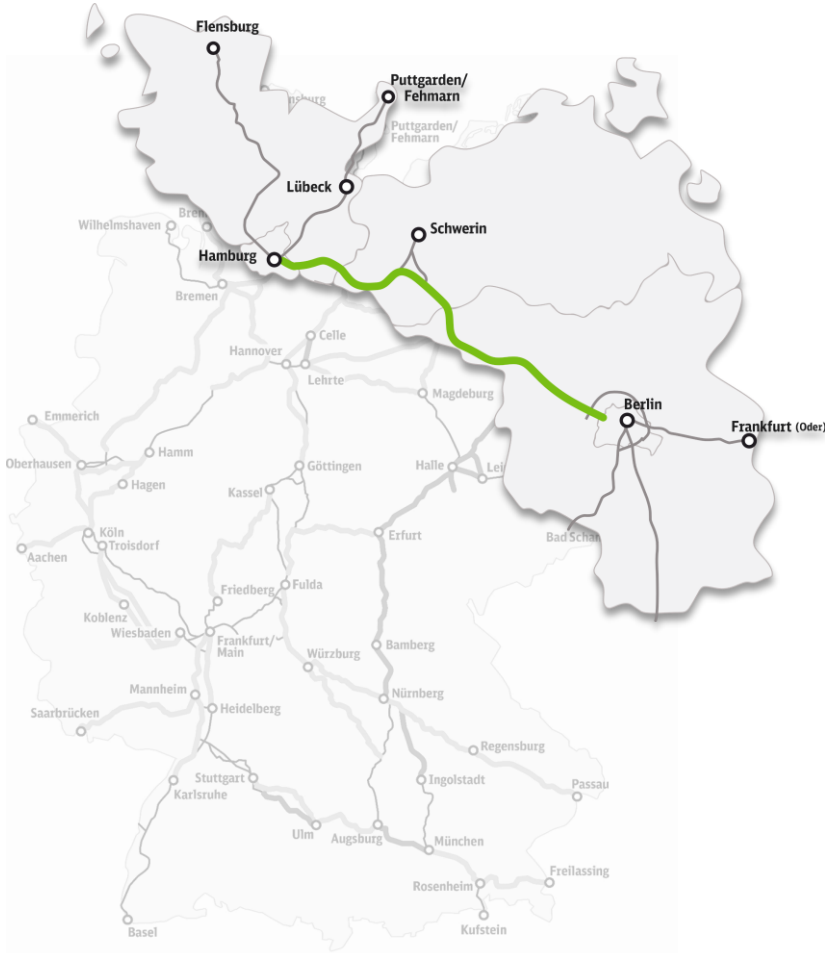 Flensburg
Puttgarden/
Fehmarn
Puttgarden/
Fehmarn
Lübeck
Schwerin
Wilhelmshaven
Hamburg
Bremen
Celle
Hannover
Lehrte
Magdeburg
Berlin
Emmerich
Frankfurt (Oder)
Hamm
Oberhausen
Göttingen
Halle
Hagen
Kassel
Köln
Troisdorf
Erfurt
Aachen
Friedberg
Fulda
Koblenz
Wiesbaden
Frankfurt/
Main
Würzburg
Bamberg
Mannheim
Nürnberg
Saarbrücken
Heidelberg
Regensburg
Stuttgart
Ingolstadt
Passau
Karlsruhe
Ulm
Augsburg
München
Freilassing
Rosenheim
Basel
Kufstein